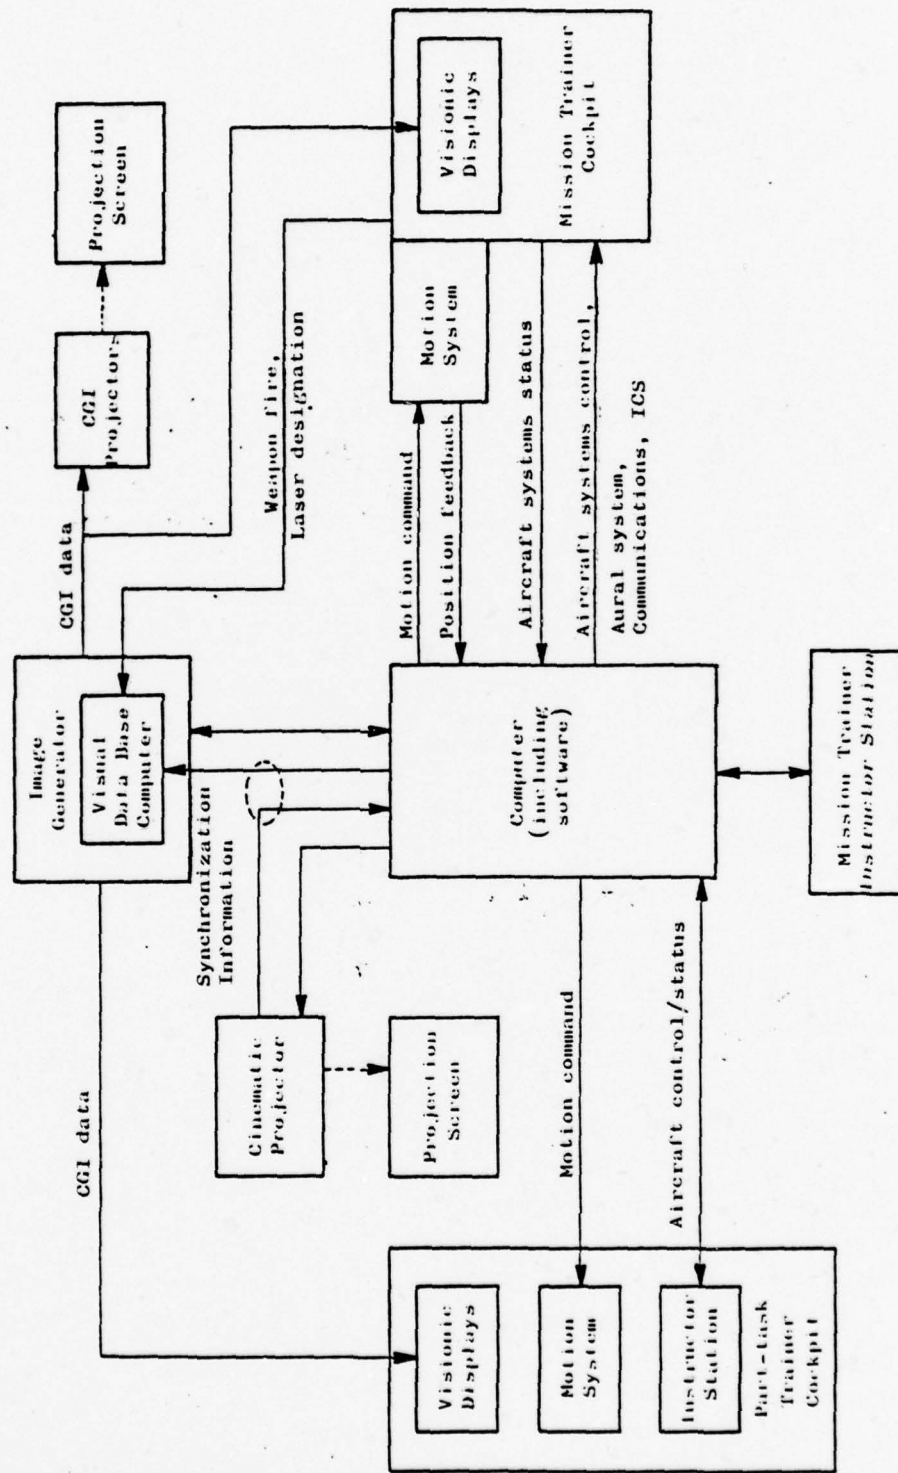 Projection
Screen
CGI
Projectors
CGI data
Image
Generator
Visual
Data Base
Computer
CGI data
Weapon fire,
Laser designation
Visionic
Displays
Mission Trainer
Cockpit
Motion
System
Synchronization
Information
Cinematic
Projector
Projection
Screen
Motion command
Position feedback
Aircraft systems status
Aircraft systems control,
Aural system,
Communications, ICS
Computer
(including
software)
Motion command
Aircraft control/status
Visionic
Displays
Motion
System
Instructor
Station
Part-task
Trainer
Cockpit
Mission Trainer
Instructor Station